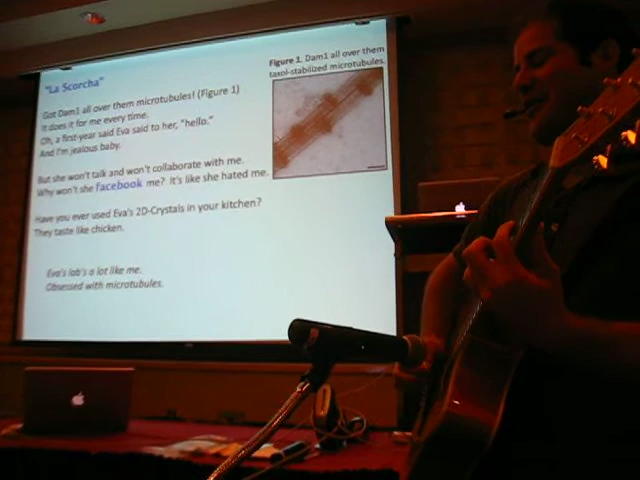 "La Scorcha"
Figure 1. Dam1 all over them
taxol-stabilized microtubules.
Got Dam1 all over them microtubules! (Figure 1)
It does it for me every time.
Oh, a first-year said Eva said to her, "hello."
And I'm jealous baby.
But she won't talk and won't collaborate with me.
Why won't she facebook me? It's like she hated me.
Have you ever used Eva's 2D-Crystals in your kitchen?
They taste like chicken.
Eva's lab's a lot like me.
Obsessed with microtubules.